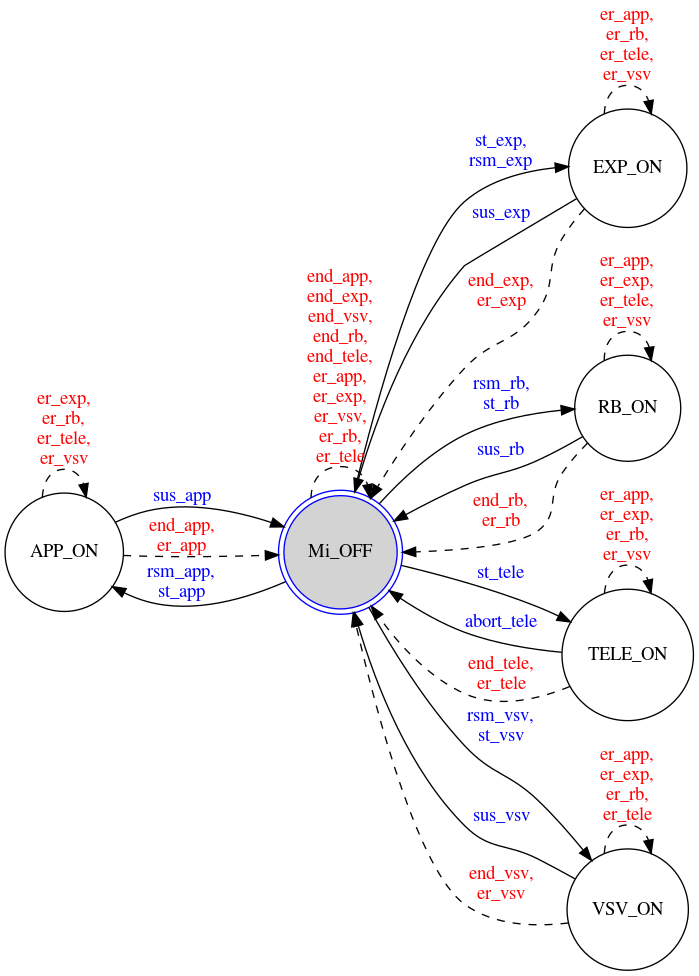 er_app,
er_rb,
er_tele,
er_vsv
EXP_ON
st_exp,
rsm_exp
sus_exp
end_exp,
er_exp
er_app,
er_exp,
er_tele,
er_vsv
RB_ON
rsm_rb,
st_rb
sus_rb
end_rb,
er_rb
end_app,
end_exp,
end_vsv,
end_rb,
end_tele,
er_app,
er_exp,
er_vsv,
er_rb,
er_tele
Mi_OFF
er_exp,
er_rb,
er_tele,
er_vsv
APP_ON
sus_app
end_app,
er_app
rsm_app,
st_app
er_app,
er_exp,
er_rb,
er_vsv
TELE_ON
st_tele
abort_tele
end_tele,
er_tele
rsm_vsv,
st_vsv
sus_vsv
end_vsv,
er_vsv
er_app,
er_exp,
er_rb,
er_tele
VSV_ON